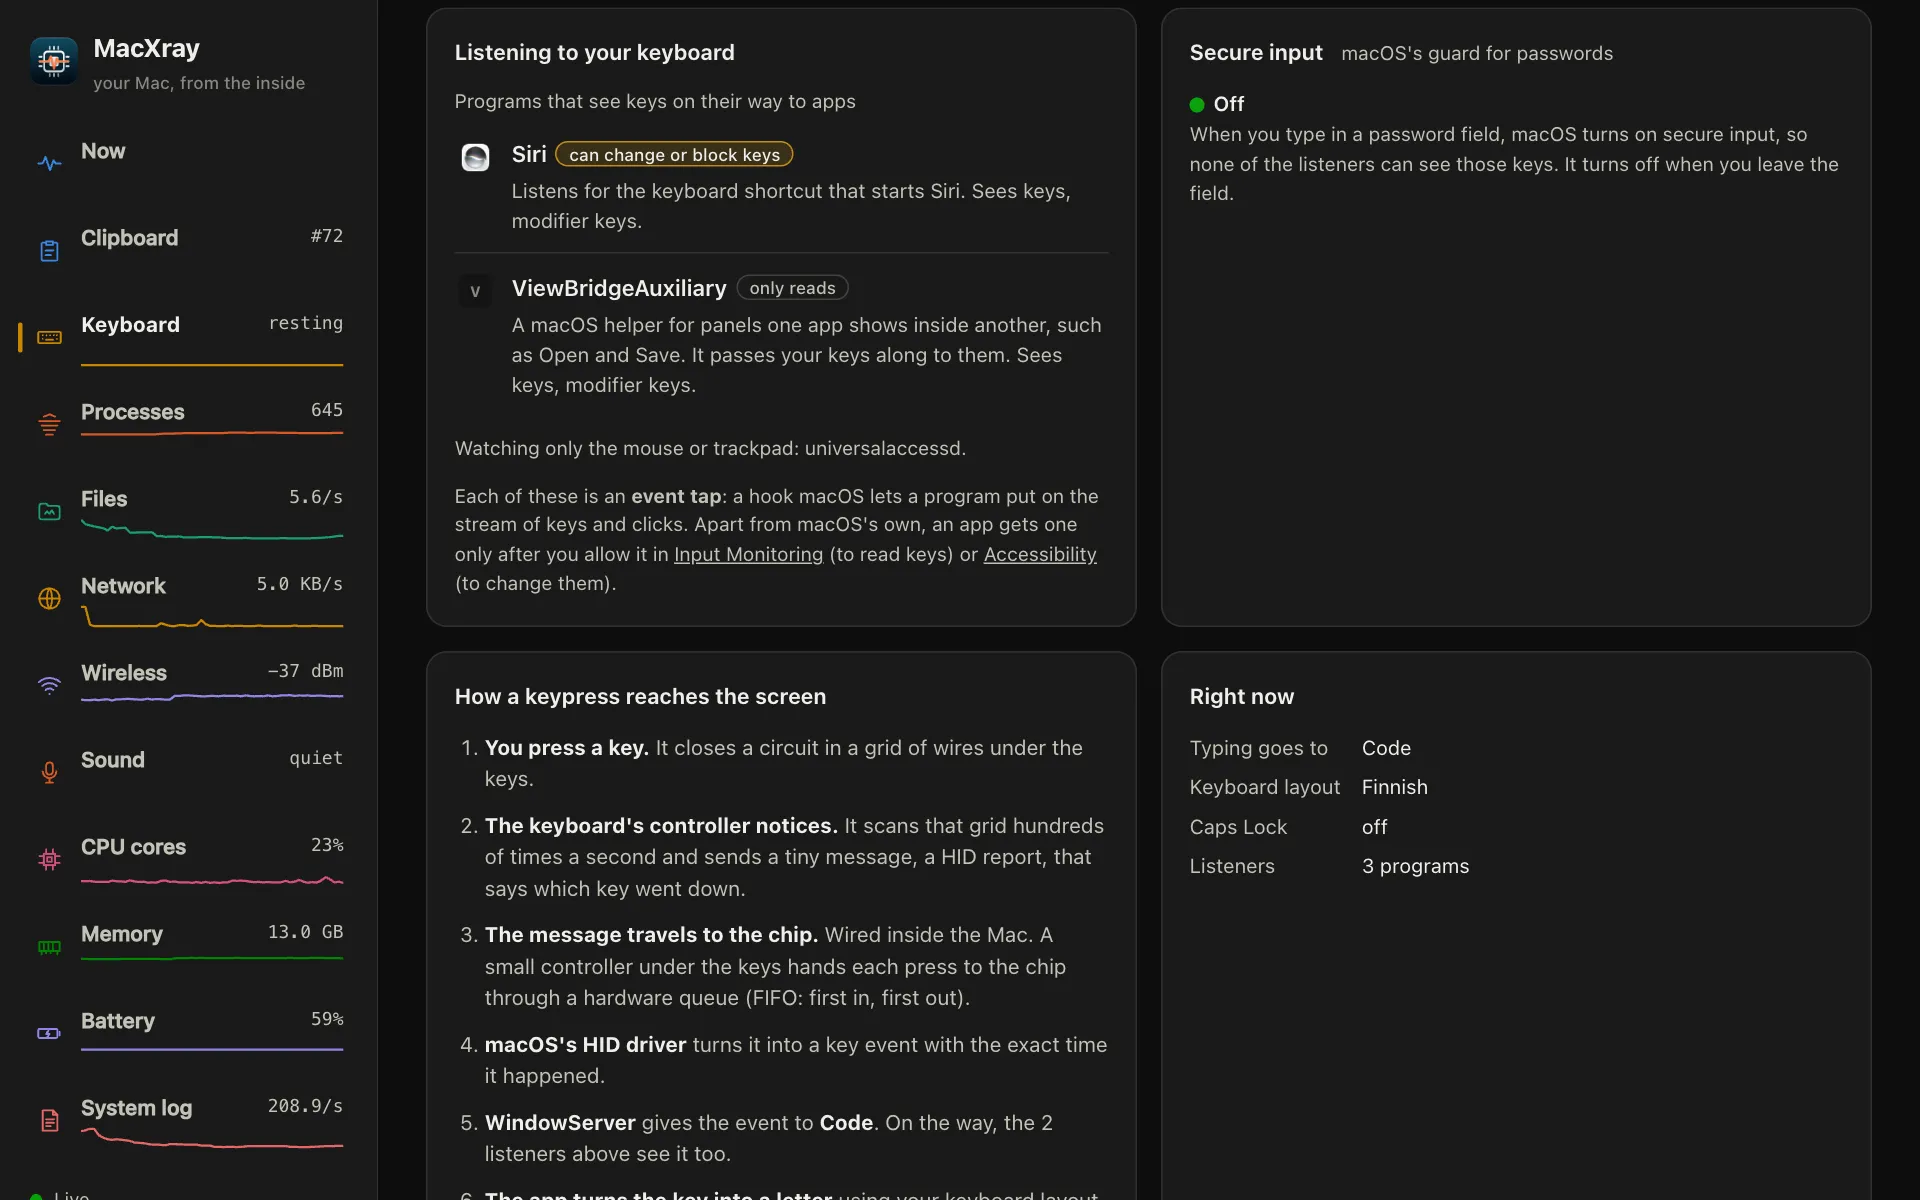 MacXray
your Mac, from the inside
Now
Clipboard #72
Keyboard resting
Processes 645
Files 5.6/s
Network 5.0 KB/s
Wireless −37 dBm
Sound quiet
CPU cores 23%
Memory 13.0 GB
Battery 59%
System log 208.9/s
Live
Listening to your keyboard
Programs that see keys on their way to apps
Siri can change or block keys
Listens for the keyboard shortcut that starts Siri. Sees keys,
modifier keys.
V
ViewBridgeAuxiliary only reads
A macOS helper for panels one app shows inside another, such
as Open and Save. It passes your keys along to them. Sees
keys, modifier keys.
Watching only the mouse or trackpad: universalaccessd.
Each of these is an event tap: a hook macOS lets a program put on the
stream of keys and clicks. Apart from macOS's own, an app gets one
only after you allow it in Input Monitoring (to read keys) or Accessibility
(to change them).
Secure input macOS's guard for passwords
Off
When you type in a password field, macOS turns on secure input, so
none of the listeners can see those keys. It turns off when you leave the
field.
How a keypress reaches the screen
1. You press a key. It closes a circuit in a grid of wires under the
keys.
2. The keyboard's controller notices. It scans that grid hundreds
of times a second and sends a tiny message, a HID report, that
says which key went down.
3. The message travels to the chip. Wired inside the Mac. A
small controller under the keys hands each press to the chip
through a hardware queue (FIFO: first in, first out).
4. macOS's HID driver turns it into a key event with the exact time
it happened.
5. WindowServer gives the event to Code. On the way, the 2
listeners above see it too.
6. The app turns the key into a letter using your keyboard layout
Right now
Typing goes to Code
Keyboard layout Finnish
Caps Lock off
Listeners 3 programs